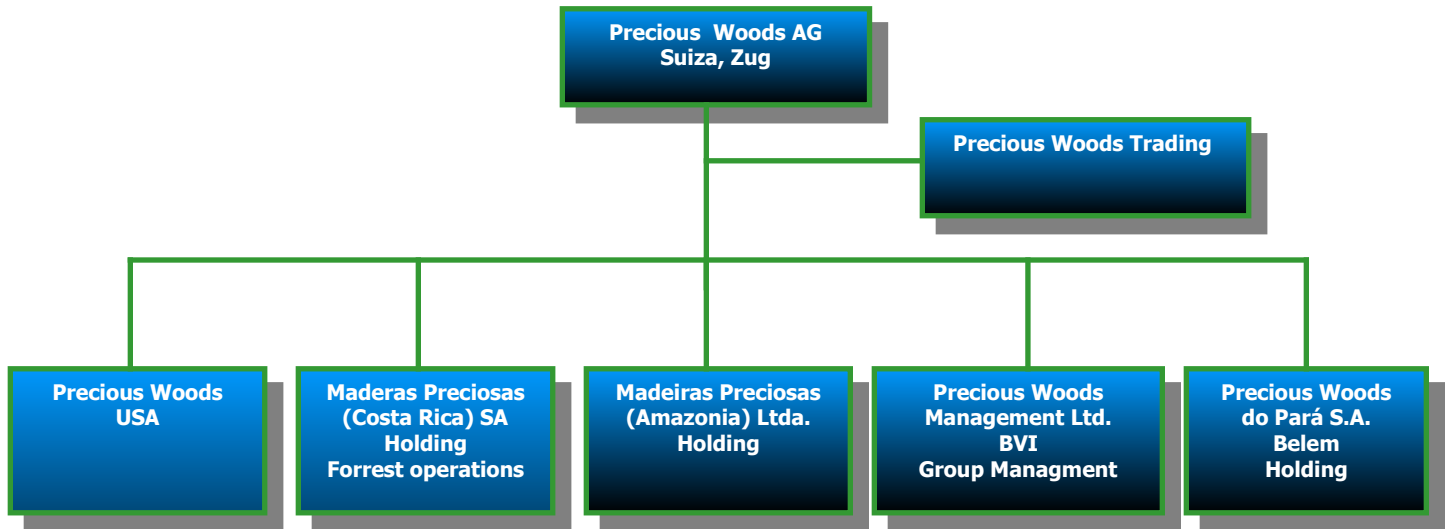 Precious Woods AG
Suiza, Zug
Precious Woods Trading
Precious Woods
USA
Maderas Preciosas
(Costa Rica) SA
Holding
Forrest operations
Madeiras Preciosas
(Amazonia) Ltda.
Holding
Precious Woods
Management Ltd.
BVI
Group Managment
Precious Woods
do Pará S.A.
Belem
Holding